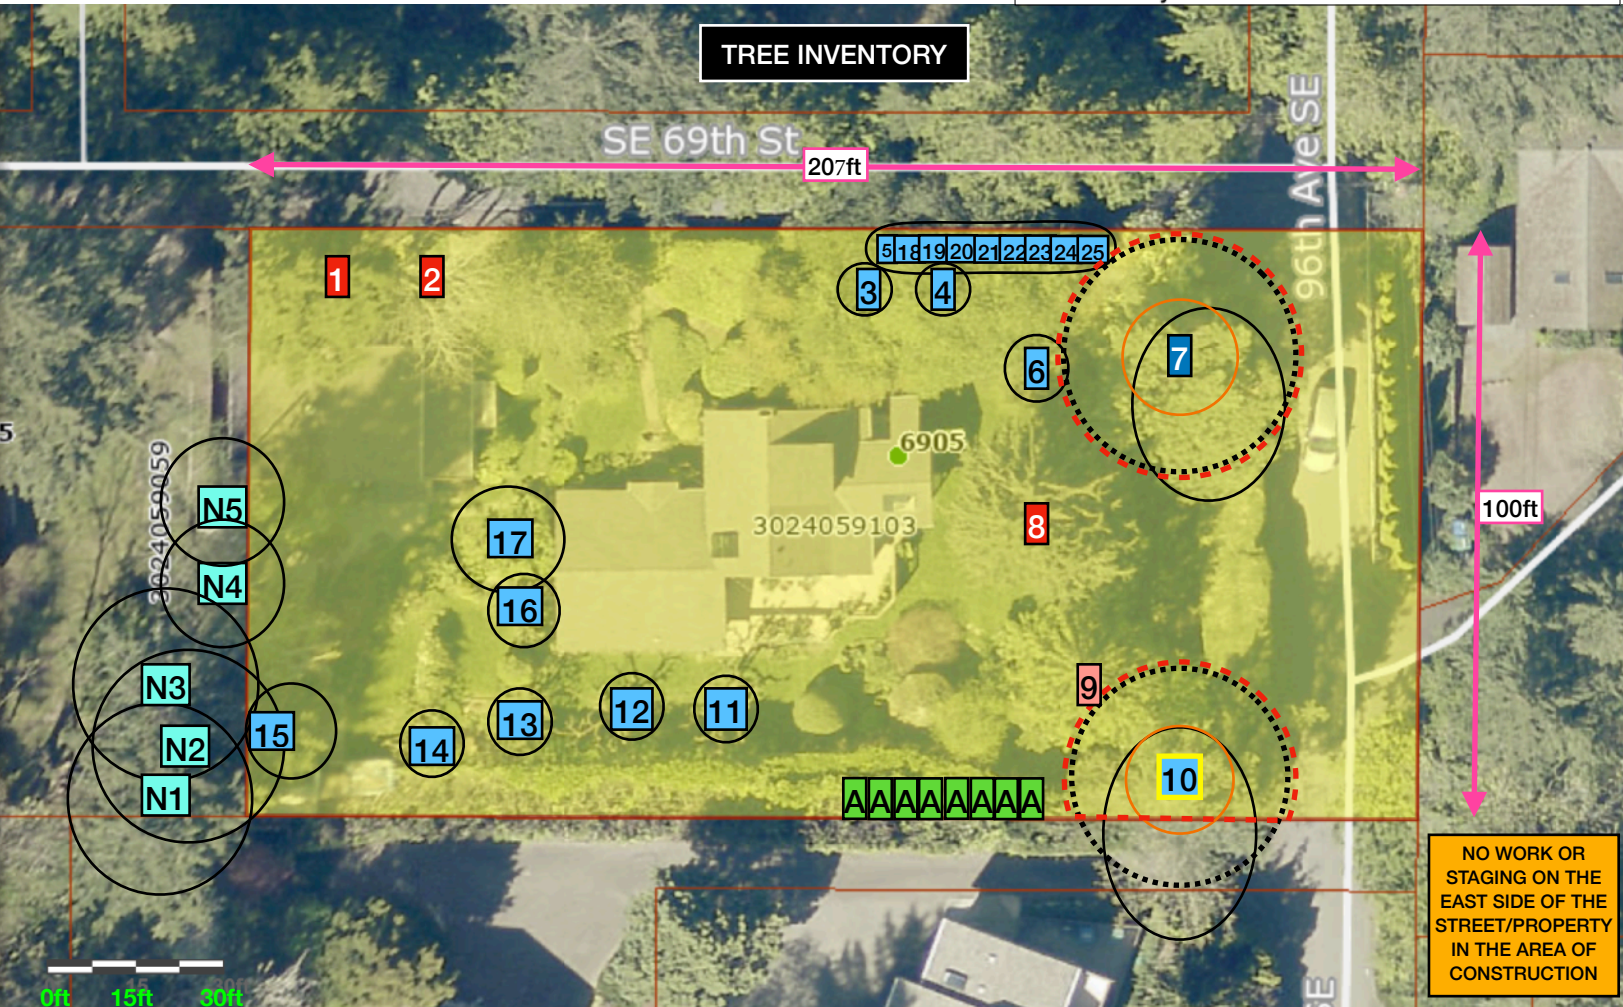 TREE INVENTORY
SE 69th St
96th Ave SE
207ft
1
2
5 18 19 20 21 22 23 24 25
3
4
6
7
5
6905
100ft
3024059059
N5
17
3024059103
8
N4
16
N3
9
15
N2
14
13
12
11
10
N1
A A A A A A A A
NO WORK OR
STAGING ON THE
EAST SIDE OF THE
STREET/PROPERTY
IN THE AREA OF
CONSTRUCTION
0ft 15ft 30ft
SE